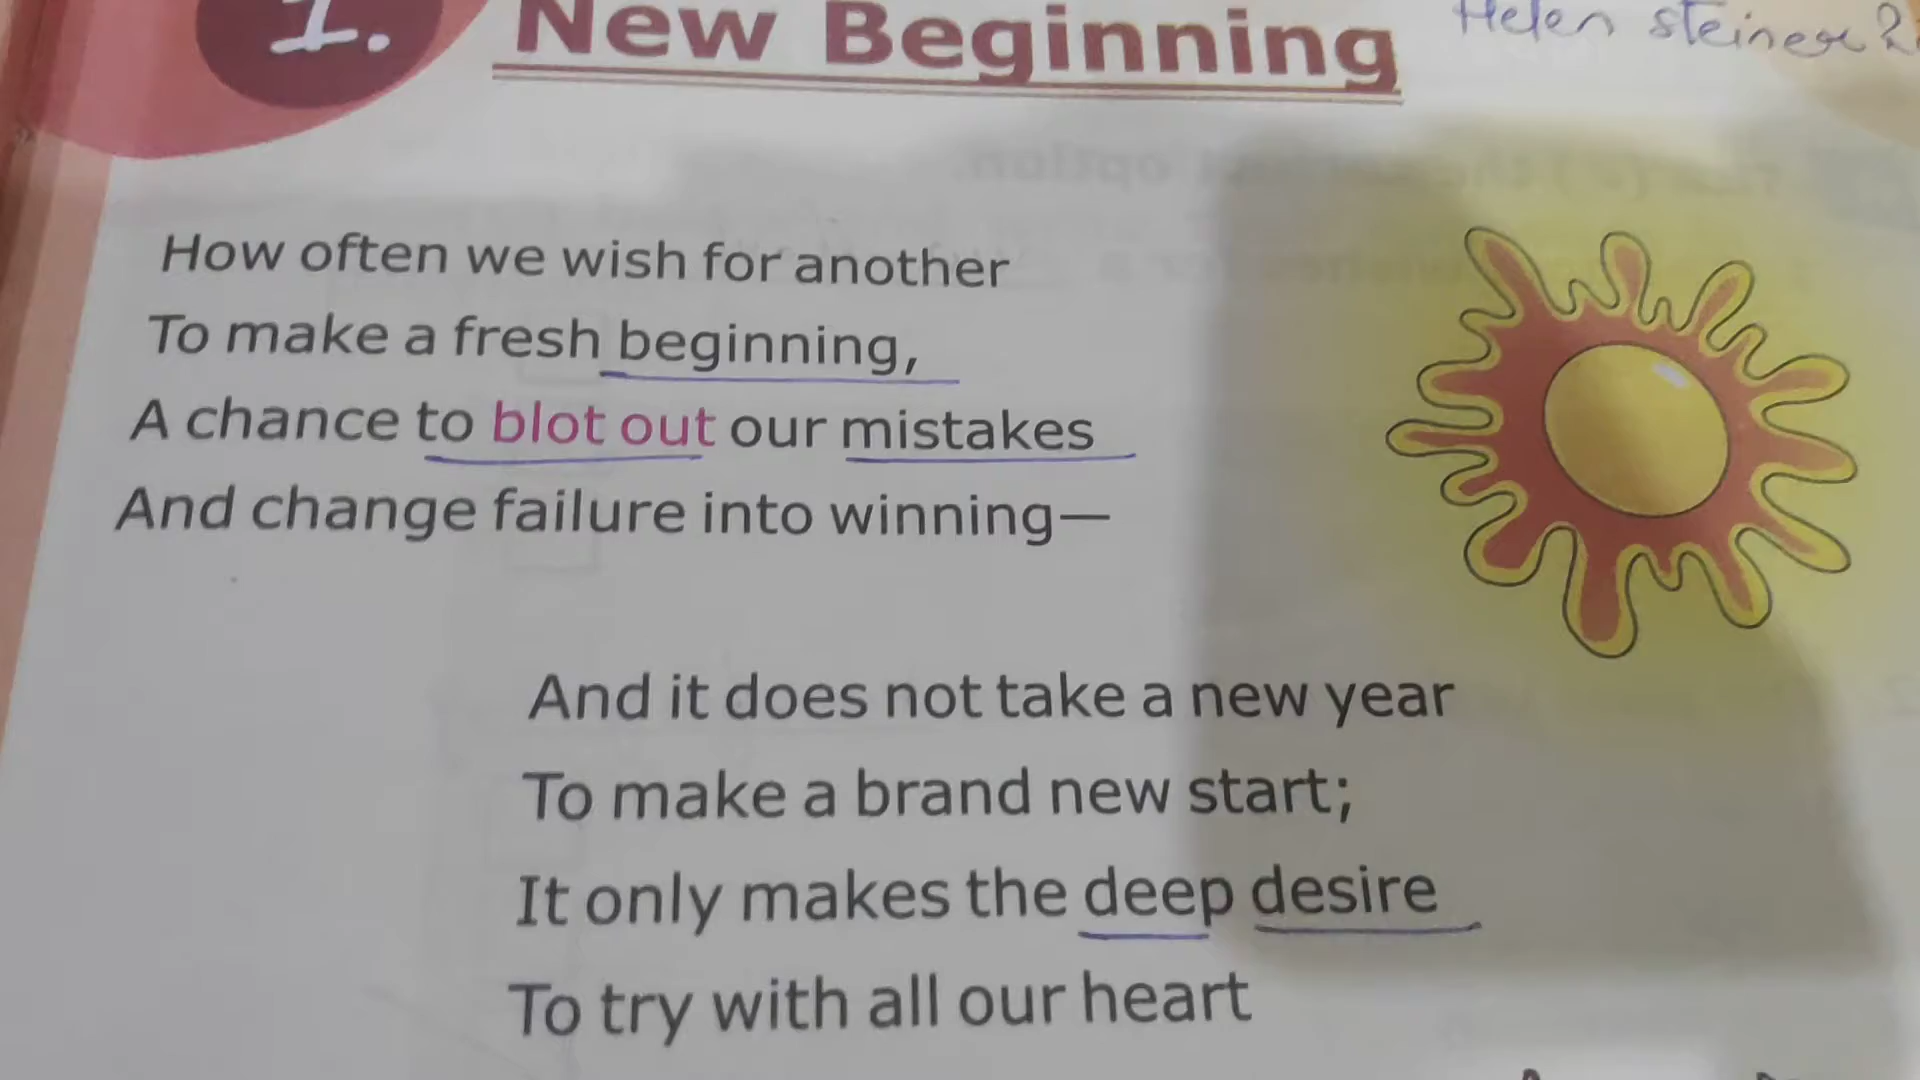 1. New Beginning
Helen steiner
How often we wish for another
To make a fresh beginning,
A chance to blot out our mistakes
And change failure into winning—
And it does not take a new year
To make a brand new start;
It only makes the deep desire
To try with all our heart